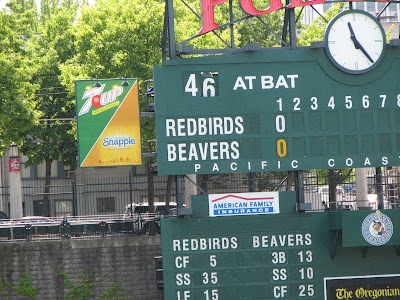 46 AT BAT
1 2 3 4 5 6 7 8
REDBIRDS 0
BEAVERS 0
PACIFIC COAS
7UP
Snapple
AMERICAN FAMILY
INSURANCE
REDBIRDS BEAVERS
CF 5 3B 13
SS 35 SS 10
LF 15 CF 25
The Oregonian